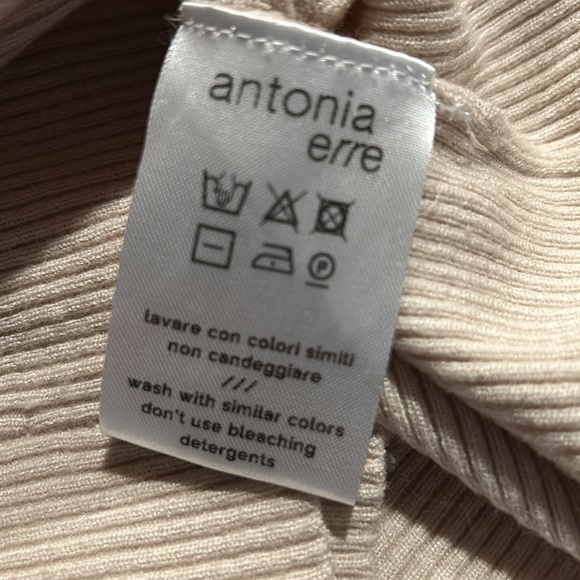 antonia
erre
P
lavare con colori simili
non candeggiare
///
wash with similar colors
don't use bleaching
detergents